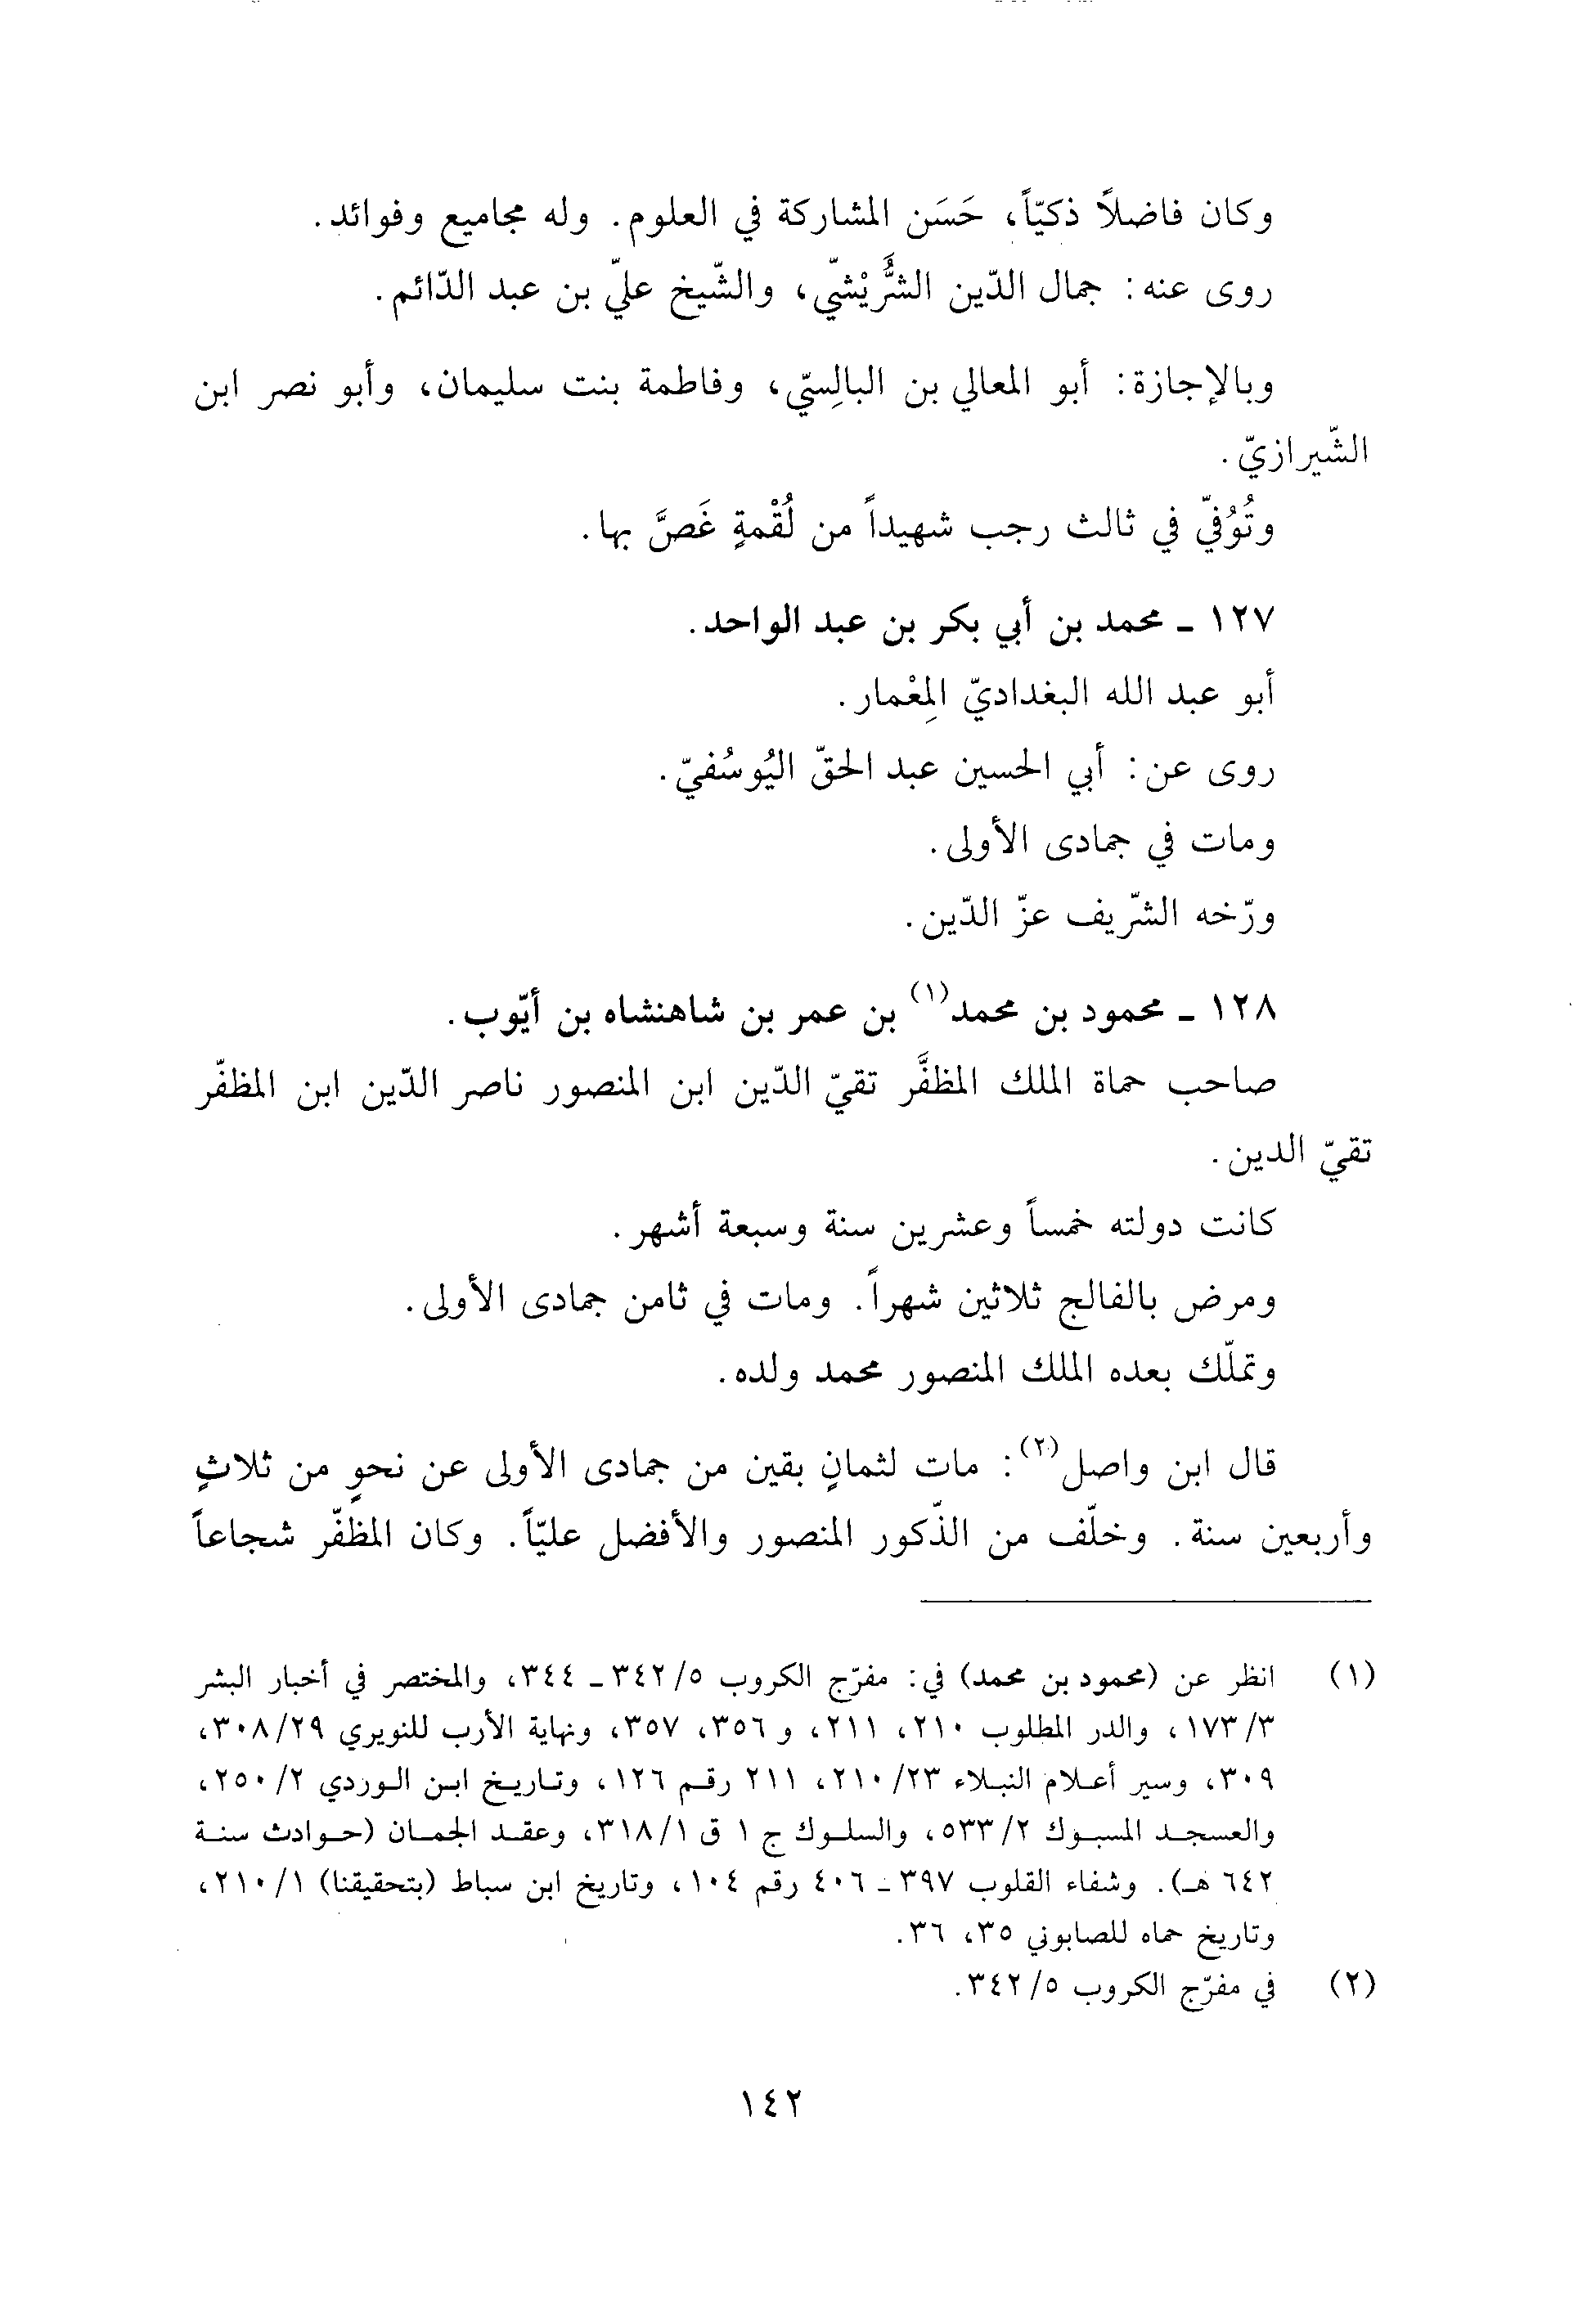 وكان فاضلاً ذكيّاً، حَسَن المشاركة في العلوم. وله مجاميع وفوائد.
روى عنه: جمال الدّين الشُّرَيْشيّ، والشّيخ عليّ بن عبد الدّائم.
وبالإجازة: أبو المعالي بن البالِسيّ، وفاطمة بنت سليمان، وأبو نصر ابن
الشّيرازيّ.
وتُوُفيّ في ثالث رجب شهيداً من لُقْمةٍ غَصَّ بها.
١٢٧ ـ محمد بن أبي بكر بن عبد الواحد.
أبو عبد الله البغداديّ المِعْمار.
روى عن: أبي الحسين عبد الحقّ اليُوسُفيّ.
ومات في جمادى الأولى.
ورّخه الشّريف عزّ الدّين.
١٢٨ ـ محمود بن محمد(١) بن عمر بن شاهنشاه بن أيّوب.
صاحب حماة الملك المظفَّر تقيّ الدّين ابن المنصور ناصر الدّين ابن المظفّر
تقيّ الدين.
كانت دولته خمساً وعشرين سنة وسبعة أشهر.
ومرض بالفالج ثلاثين شهراً. ومات في ثامن جمادى الأولى.
وتملّك بعده الملك المنصور محمد ولده.
قال ابن واصل(٢): مات لثمانٍ بقين من جمادى الأولى عن نحوٍ من ثلاثٍ
وأربعين سنة. وخلّف من الذّكور المنصور والأفضل عليّاً. وكان المظفّر شجاعاً
(١) انظر عن (محمود بن محمد) في: مفرّج الكروب ٥/ ٣٤٢ ـ ٣٤٤، والمختصر في أخبار البشر
٣/ ١٧٣، والدر المطلوب ٢١٠، ٢١١، و ٣٥٦، ٣٥٧، ونهاية الأرب للنويري ٢٩/ ٣٠٨،
٣٠٩، وسير أعلام النبلاء ٢٣/ ٢١٠، ٢١١ رقم ١٢٦، وتاريخ ابن الوردي ٢/ ٢٥٠،
والعسجد المسبوك ٢/ ٥٣٣، والسلوك ج ١ ق ١/ ٣١٨، وعقد الجمان (حوادث سنة
٦٤٢ هـ). وشفاء القلوب ٣٩٧ ـ ٤٠٦ رقم ١٠٤، وتاريخ ابن سباط (بتحقيقنا) ١/ ٢١٠،
وتاريخ حماه للصابوني ٣٥، ٣٦.
(٢) في مفرّج الكروب ٥/ ٣٤٢.
١٤٢